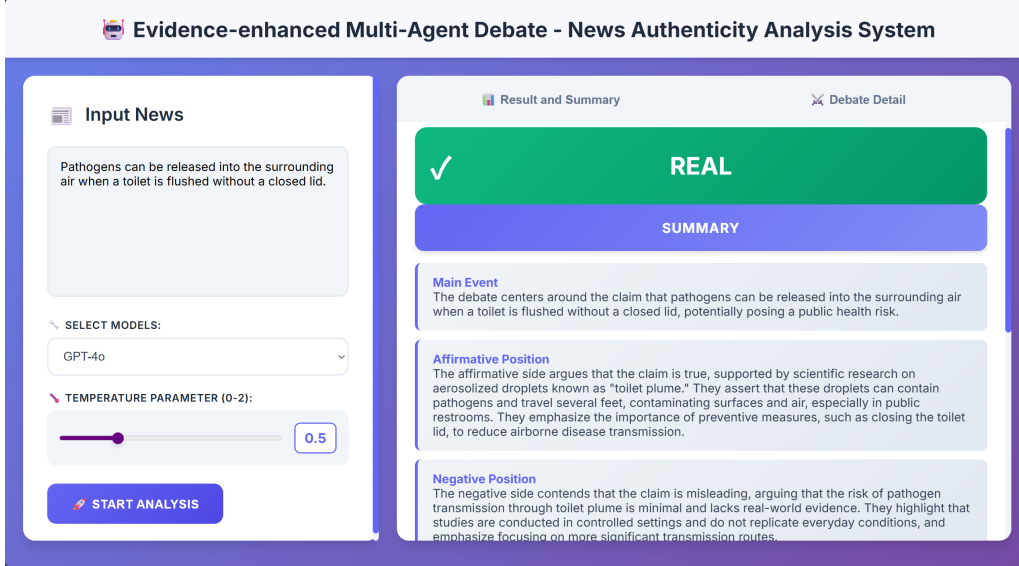 Evidence-enhanced Multi-Agent Debate - News Authenticity Analysis System
Input News
Pathogens can be released into the surrounding
air when a toilet is flushed without a closed lid.
SELECT MODELS:
GPT-4o
TEMPERATURE PARAMETER (0-2):
0.5
START ANALYSIS
Result and Summary
Debate Detail
REAL
SUMMARY
Main Event
The debate centers around the claim that pathogens can be released into the surrounding air
when a toilet is flushed without a closed lid, potentially posing a public health risk.
Affirmative Position
The affirmative side argues that the claim is true, supported by scientific research on
aerosolized droplets known as "toilet plume." They assert that these droplets can contain
pathogens and travel several feet, contaminating surfaces and air, especially in public
restrooms. They emphasize the importance of preventive measures, such as closing the toilet
lid, to reduce airborne disease transmission.
Negative Position
The negative side contends that the claim is misleading, arguing that the risk of pathogen
transmission through toilet plume is minimal and lacks real-world evidence. They highlight that
studies are conducted in controlled settings and do not replicate everyday conditions, and
emphasize focusing on more significant transmission routes.